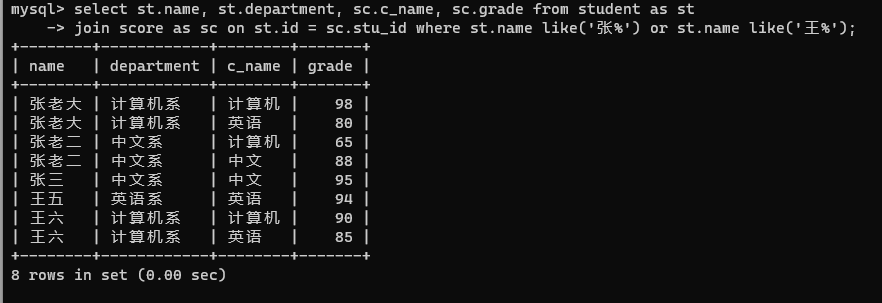 mysql> select st.name, st.department, sc.c_name, sc.grade from student as st
    -> join score as sc on st.id = sc.stu_id where st.name like('张%') or st.name like('王%');
+--------+------------+--------+-------+
| name   | department | c_name | grade |
+--------+------------+--------+-------+
| 张老大 | 计算机系   | 计算机 |    98 |
| 张老大 | 计算机系   | 英语   |    80 |
| 张老二 | 中文系     | 计算机 |    65 |
| 张老二 | 中文系     | 中文   |    88 |
| 张三   | 中文系     | 中文   |    95 |
| 王五   | 英语系     | 英语   |    94 |
| 王六   | 计算机系   | 计算机 |    90 |
| 王六   | 计算机系   | 英语   |    85 |
+--------+------------+--------+-------+
8 rows in set (0.00 sec)